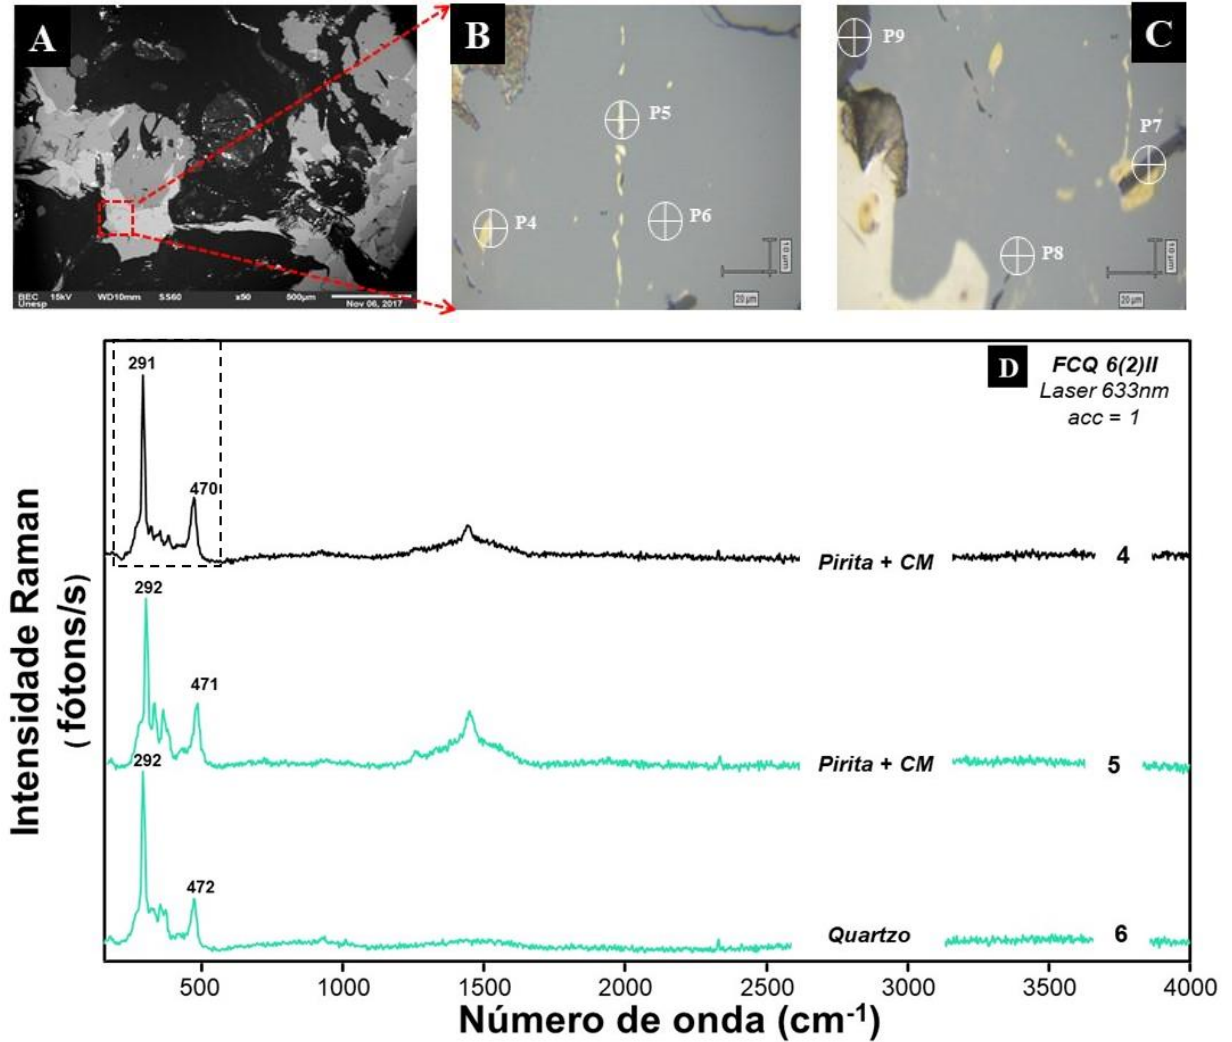 A
BEC 15kV WD10mm SS60 x50 500µm
Unesp Nov 06, 2017
B
P5
P4
P6
10 µm
20 µm
C
P9
P7
P8
10 µm
20 µm
D
FCQ 6(2)II
Laser 633nm
acc = 1
291
470
Pirita + CM
4
292
471
Pirita + CM
5
292
472
Quartzo
6
Intensidade Raman
(fótons/s)
500 1000 1500 2000 2500 3000 3500 4000
Número de onda (cm⁻¹)